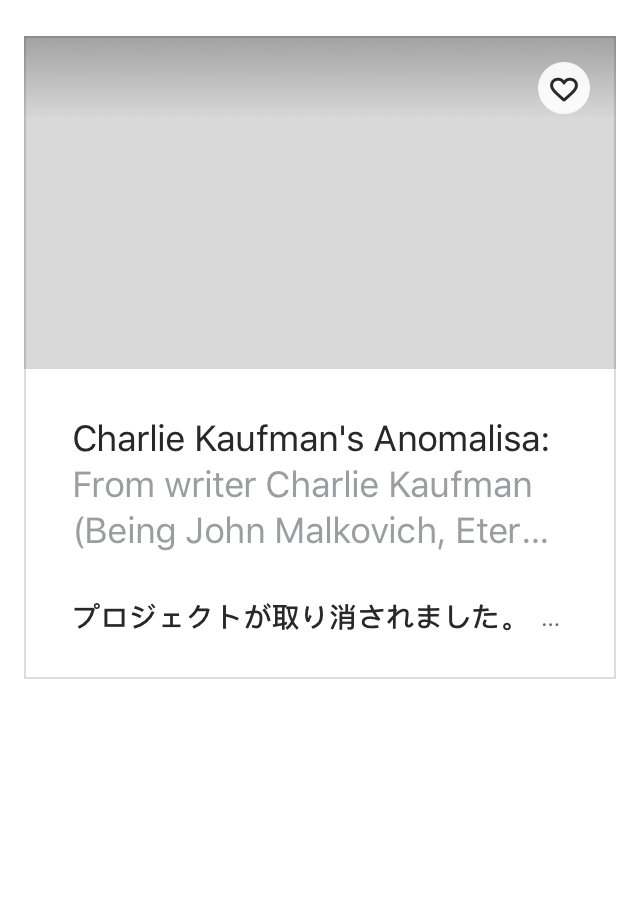 Charlie Kaufman's Anomalisa:
From writer Charlie Kaufman
(Being John Malkovich, Eter...
プロジェクトが取り消されました。 ...